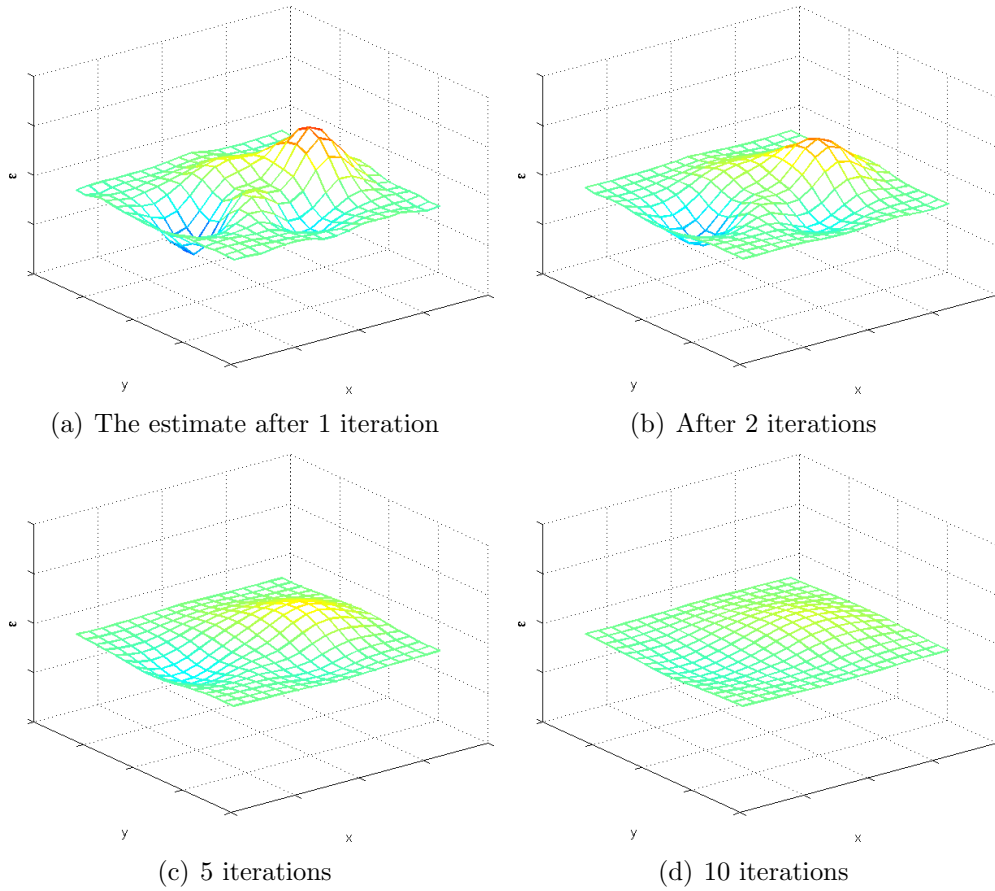 ε
y
x
(a) The estimate after 1 iteration
ε
y
x
(b) After 2 iterations
ε
y
x
(c) 5 iterations
ε
y
x
(d) 10 iterations